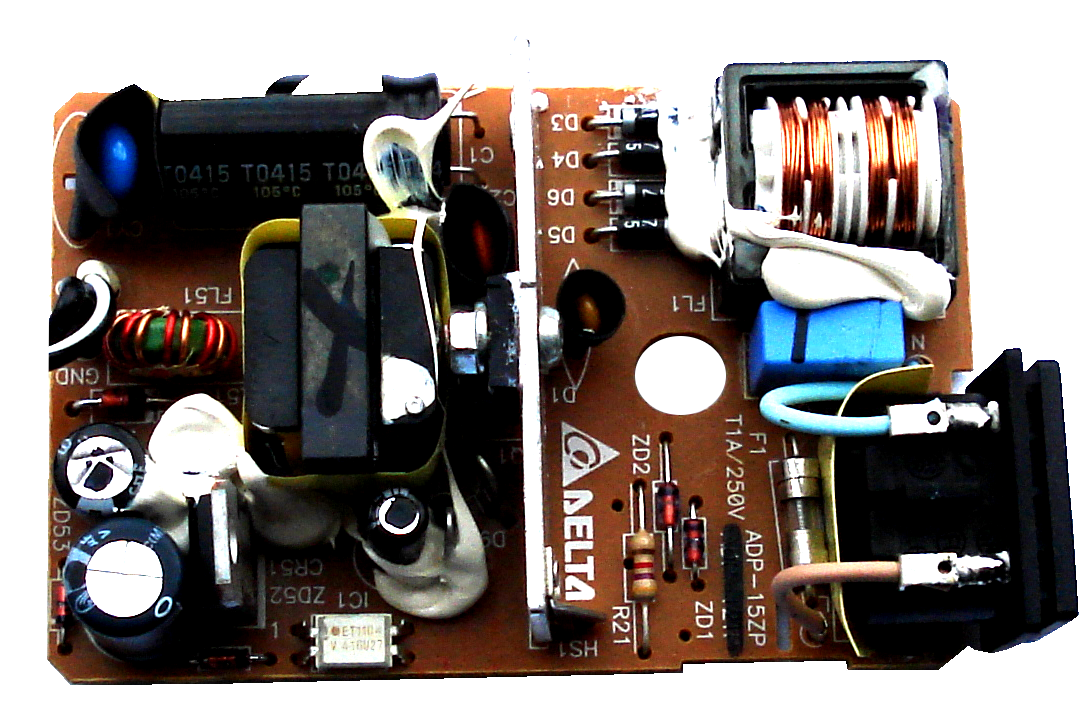 T0415 T0415 T04
105°C 105°C 105°
C1
D3
D4
D6
D5
FL51
FL1
N
GND
D1
ZD2
F1
T1A/250V
ADP-15ZP
DELTA
ZD53
CR51
ZD52
IC1
R21
ZD1
HS1
1